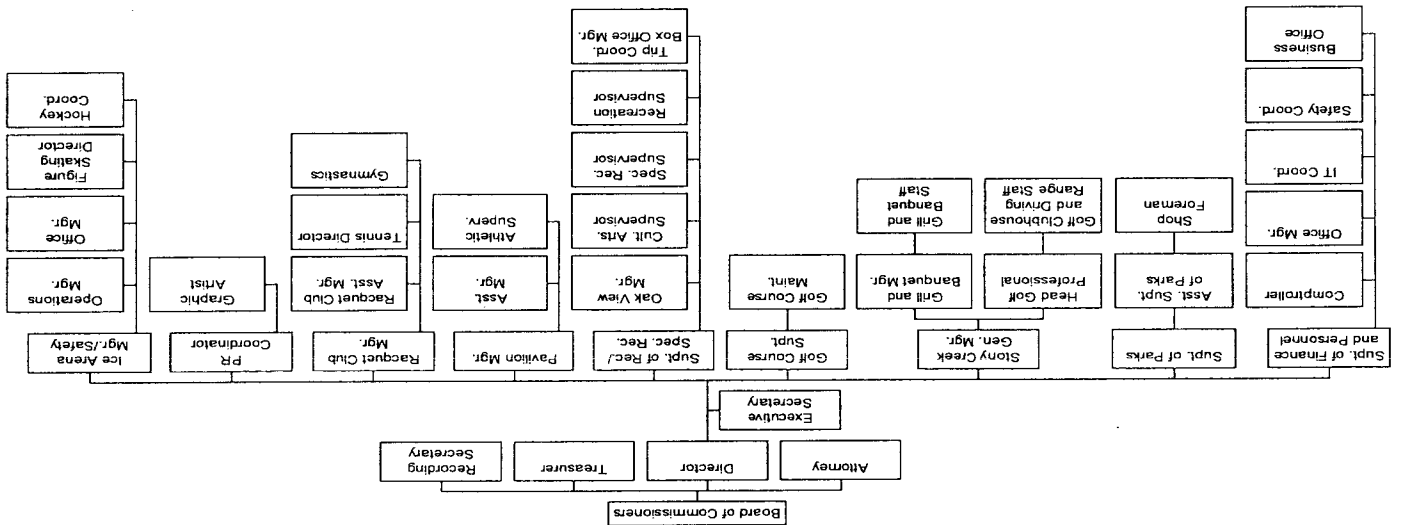 Board of Commissioners
Attorney
Director
Treasurer
Recording
Secretary
Executive
Secretary
Supt. of Finance
and Personnel
Comptroller
Office Mgr.
IT Coord.
Safety Coord.
Business
Office
Supt. of Parks
Asst. Supt.
of Parks
Shop
Foreman
Stony Creek
Gen. Mgr.
Head Golf
Professional
Golf Clubhouse
and Driving
Range Staff
Grill and
Banquet Mgr.
Grill and
Banquet
Staff
Golf Course
Supt.
Golf Course
Maint.
Supt. of Rec./
Spec. Rec.
Oak View
Mgr.
Cult. Arts.
Supervisor
Spec. Rec.
Supervisor
Recreation
Supervisor
Trip Coord.
Box Office Mgr.
Pavilion Mgr.
Asst.
Mgr.
Athletic
Superv.
Racquet Club
Mgr.
Racquet Club
Asst. Mgr.
Tennis Director
Gymnastics
PR
Coordinator
Graphic
Artist
Ice Arena
Mgr./Safety
Operations
Mgr.
Office
Mgr.
Figure
Skating
Director
Hockey
Coord.